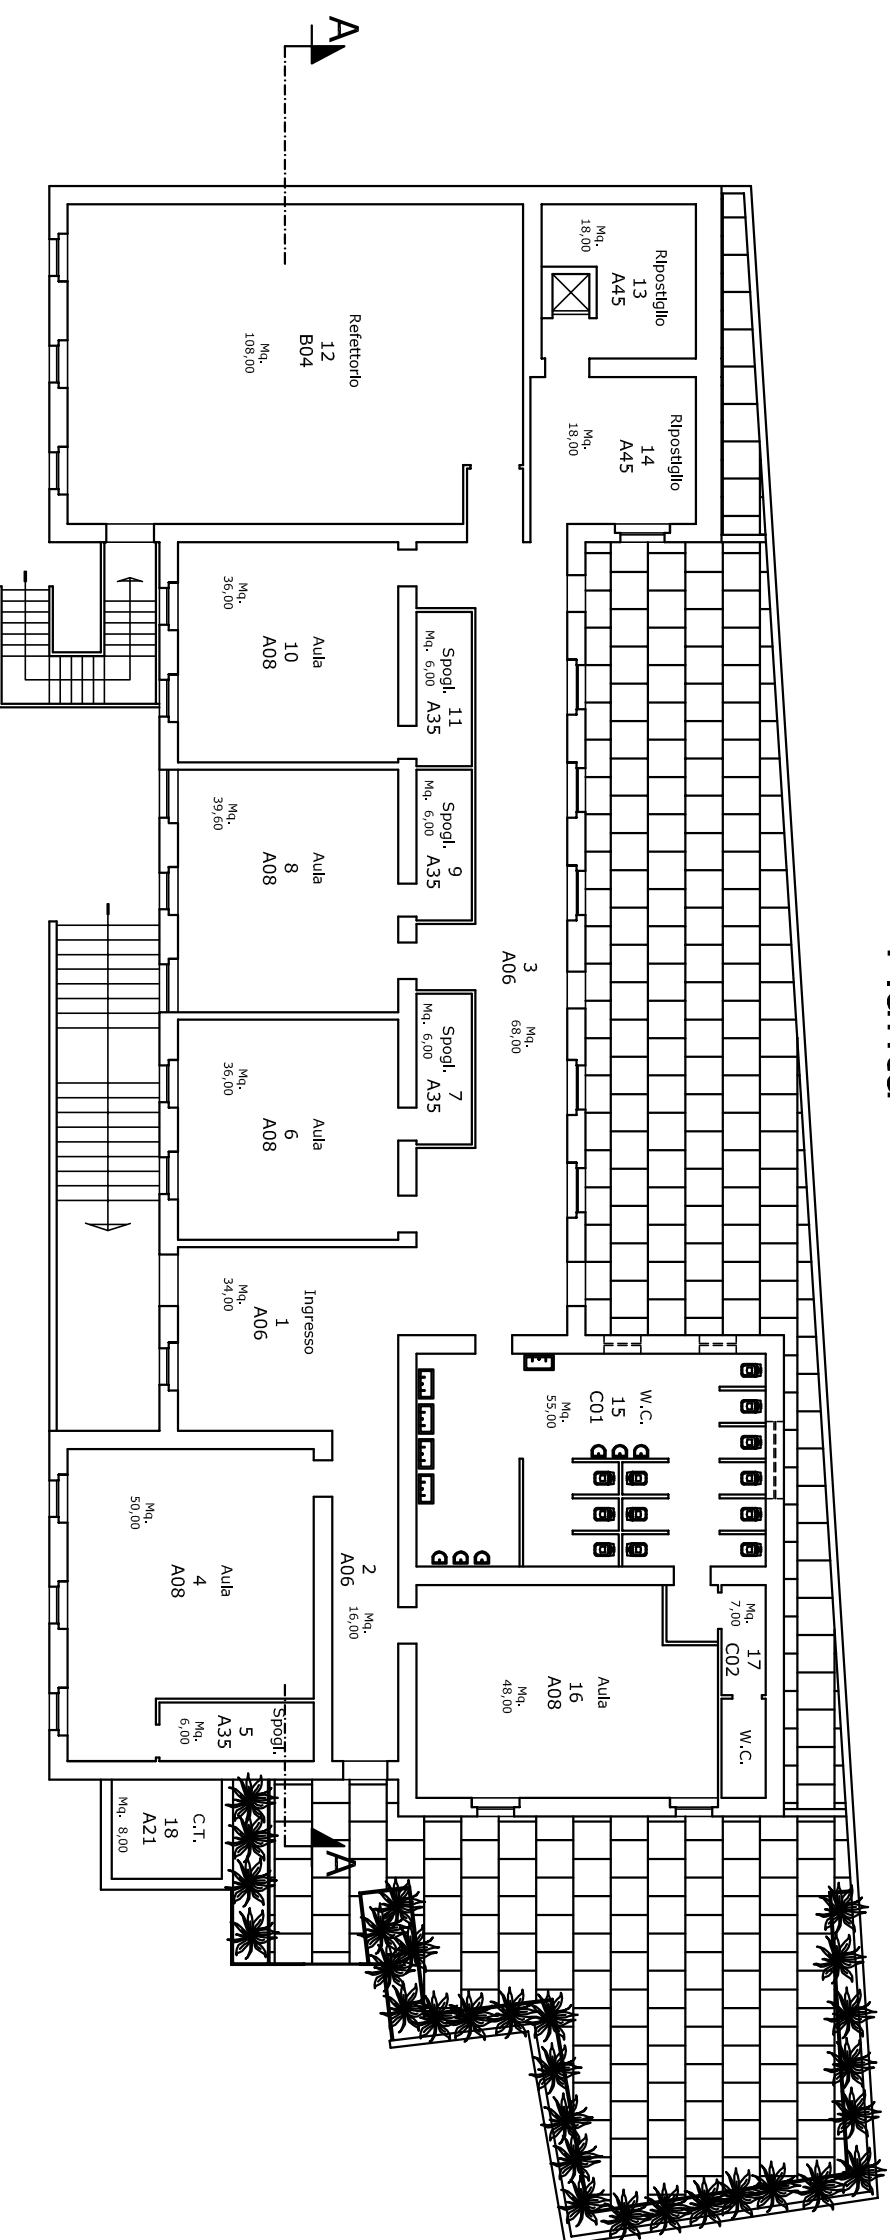 A
Ripostiglio
13
A45
Mq.
18,00
Ripostiglio
14
A45
Mq.
18,00
Refettorio
12
B04
Mq.
108,00
Aula
10
A08
Mq.
36,00
Spogl. 11
Mq. 6,00 A35
Aula
8
A08
Mq.
39,60
Spogl. 9
Mq. 6,00 A35
3
A06
Mq.
68,00
Spogl. 7
Mq. 6,00 A35
Aula
6
A08
Mq.
36,00
Ingresso
1
A06
Mq.
34,00
W.C.
15
C01
Mq.
55,00
2
A06
Mq.
16,00
Aula
4
A08
Mq.
50,00
Spogl.
5
A35
Mq.
6,00
Aula
16
A08
Mq.
48,00
17
C02
Mq.
7,00
W.C.
C.T.
18
A21
Mq. 8,00
A